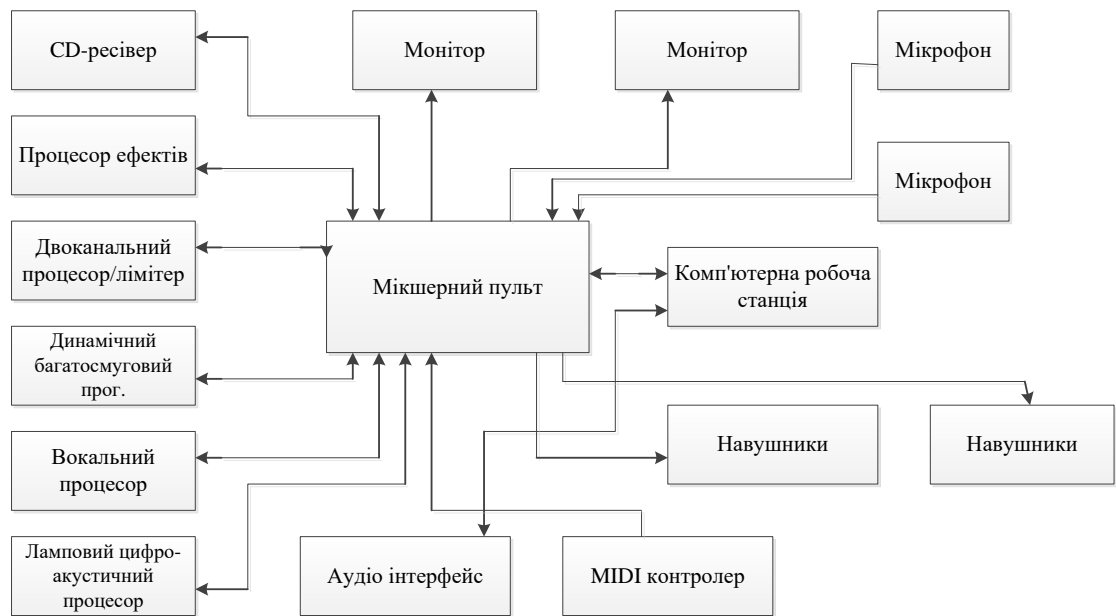 CD-ресівер
Монітор
Монітор
Мікрофон
Процесор ефектів
Мікрофон
Двоканальний
процесор/лімітер
Мікшерний пульт
Комп'ютерна робоча
станція
Динамічний
багатосмуговий
прог.
Вокальний
процесор
Навушники
Навушники
Ламповий цифро-
акустичний
процесор
Аудіо інтерфейс
MIDI контролер